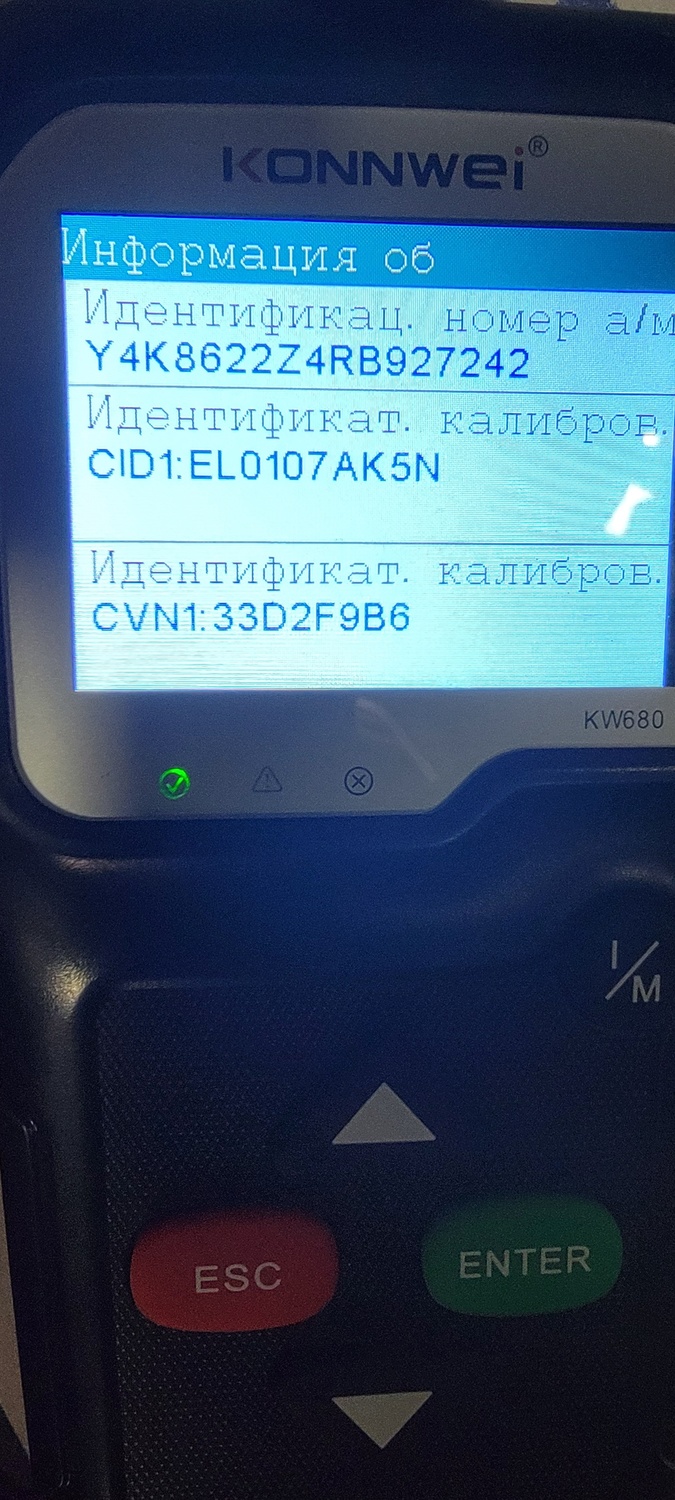 KONNWEI®
Информация об
Идентификац. номер а/м
Y4K8622Z4RB927242
Идентификат. калибров.
CID1:EL0107AK5N
Идентификат. калибров.
CVN1:33D2F9B6
KW680
I/M
ESC
ENTER